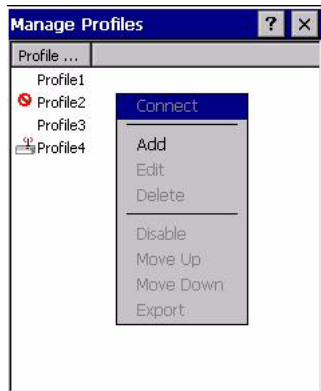 Manage Profiles ? ×
Profile ...
Profile1
Profile2
Profile3
Profile4
Connect
Add
Edit
Delete
Disable
Move Up
Move Down
Export